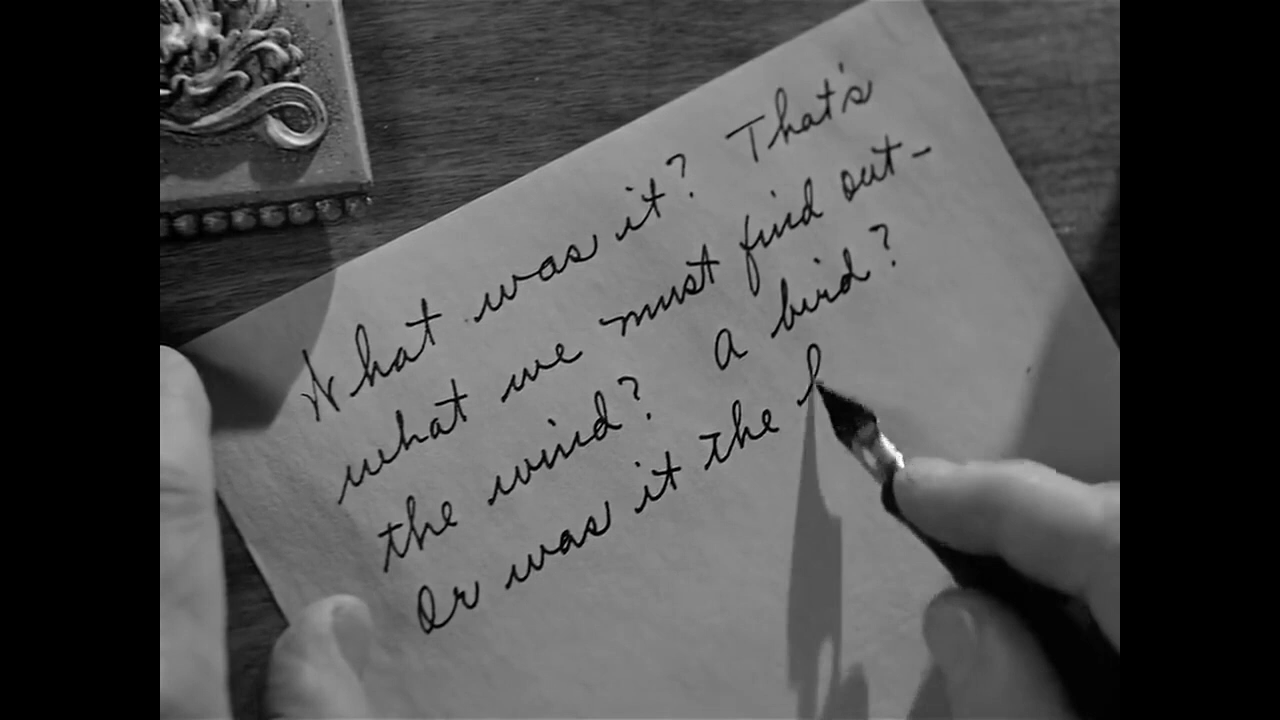 What was it? That's
what we must find out-
the wind? A bird?
Or was it the